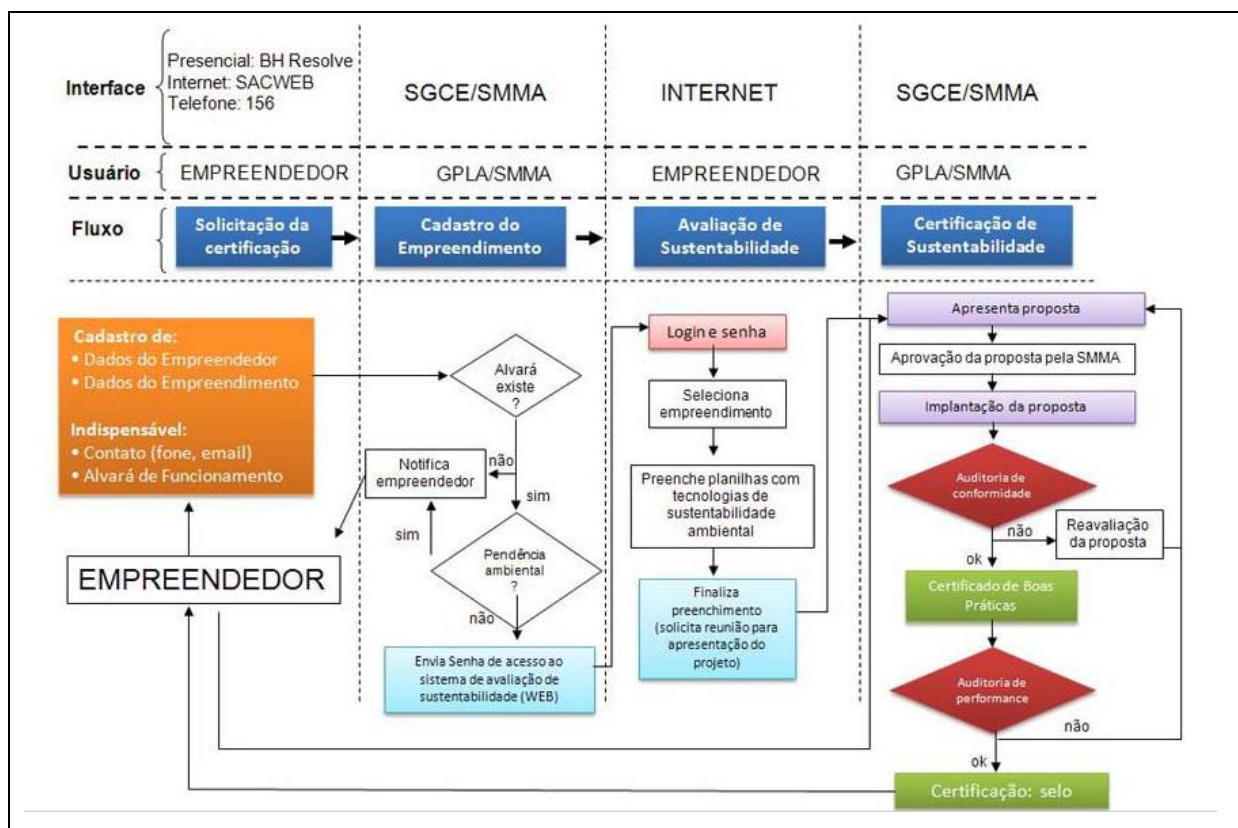 Interface
Presencial: BH Resolve
Internet: SACWEB
Telefone: 156
SGCE/SMMA
INTERNET
SGCE/SMMA
Usuário
EMPREENDEDOR
GPLA/SMMA
EMPREENDEDOR
GPLA/SMMA
Fluxo
Solicitação da
certificação
Cadastro do
Empreendimento
Avaliação de
Sustentabilidade
Certificação de
Sustentabilidade
Cadastro de:
• Dados do Empreendedor
• Dados do Empreendimento
Indispensável:
• Contato (fone, email)
• Alvará de Funcionamento
EMPREENDEDOR
Alvará
existe
?
não
Notifica
empreendedor
sim
sim
Pendência
ambiental
?
não
Envia Senha de acesso ao
sistema de avaliação de
sustentabilidade (WEB)
Login e senha
Seleciona
empreendimento
Preenche planilhas com
tecnologias de
sustentabilidade
ambiental
Finaliza
preenchimento
(solicita reunião para
apresentação do
projeto)
Apresenta proposta
Aprovação da proposta pela SMMA
Implantação da proposta
Auditoria de
conformidade
não
Reavaliação
da proposta
ok
Certificado de Boas
Práticas
Auditoria de
performance
não
ok
Certificação: selo